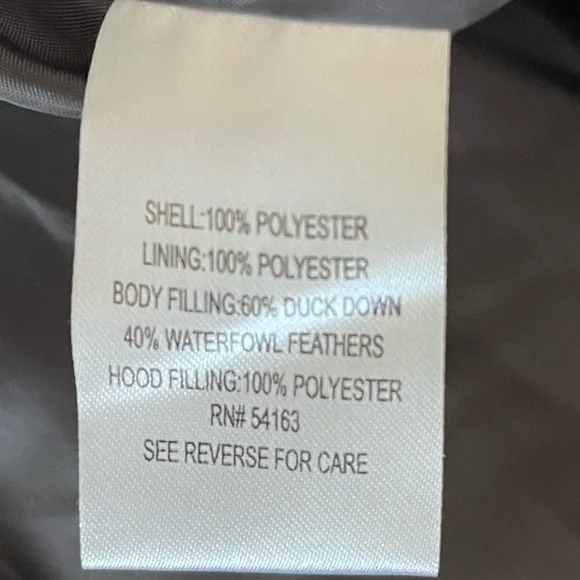 SHELL:100% POLYESTER
LINING:100% POLYESTER
BODY FILLING:60% DUCK DOWN
40% WATERFOWL FEATHERS
HOOD FILLING:100% POLYESTER
RN# 54163
SEE REVERSE FOR CARE